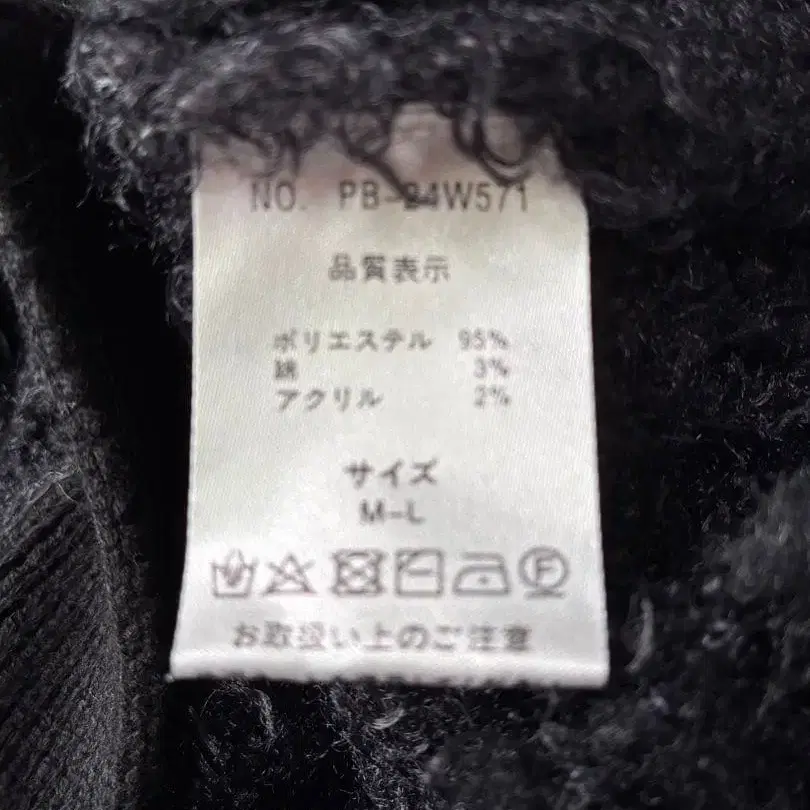 NO. PB-24W571
品質表示
ポリエステル 95%
綿 3%
アクリル 2%
サイズ
M-L
お取扱い上のご注意